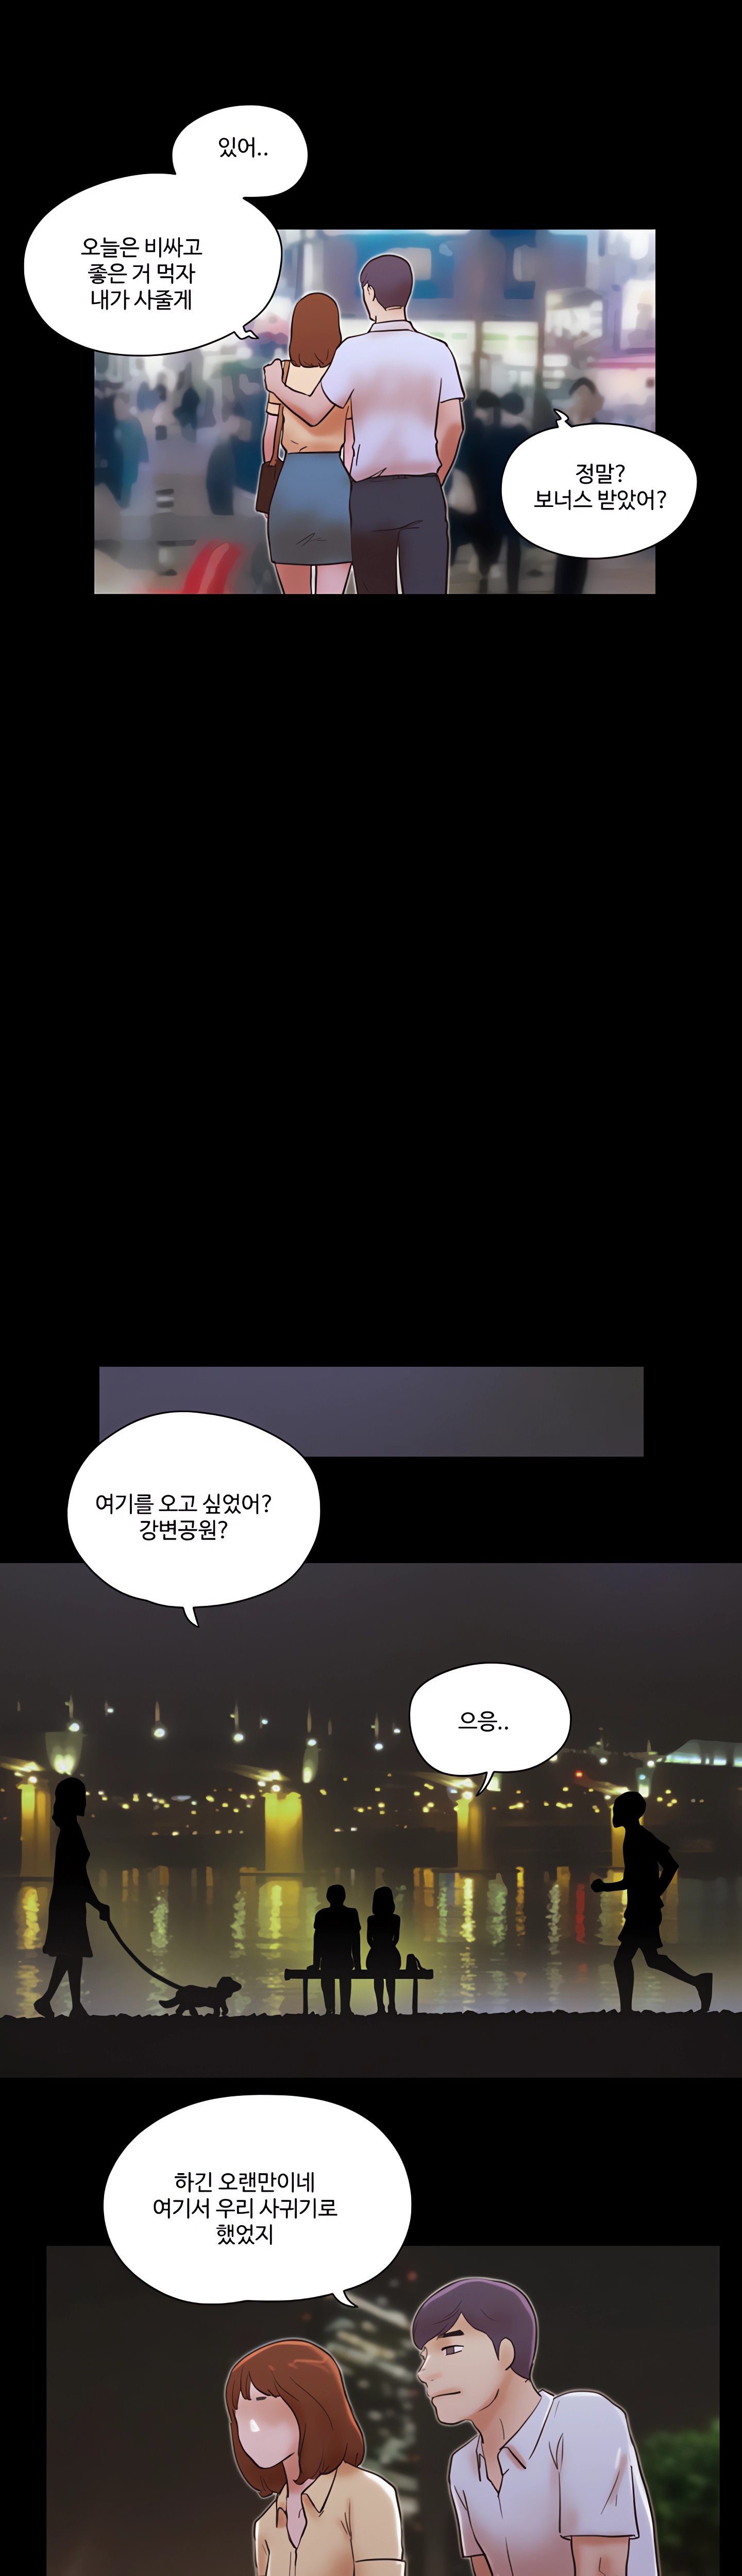 있어..
오늘은 비싸고
좋은 거 먹자
내가 사줄게
정말?
보너스 받았어?
여기를 오고 싶었어?
강변공원?
으응..
하긴 오랜만이네
여기서 우리 사귀기로
했었지